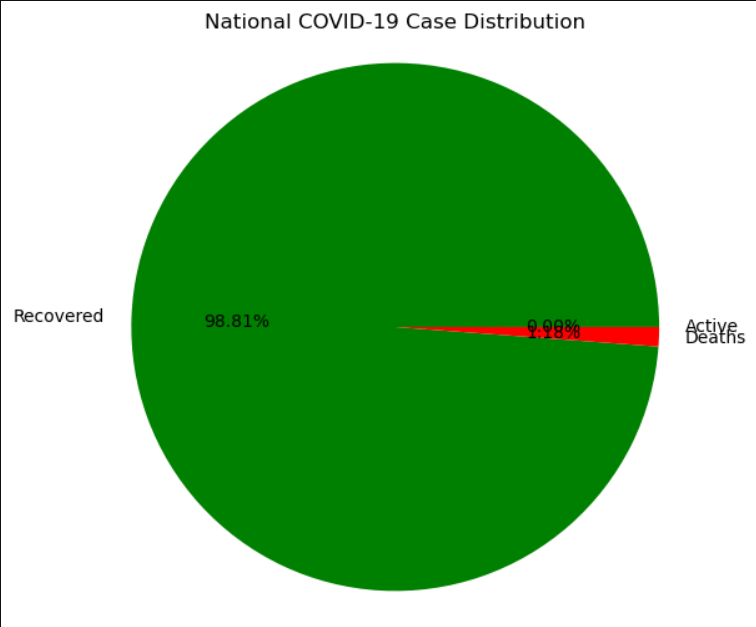 National COVID-19 Case Distribution
Recovered
98.81%
0.00%
1.18%
Active
Deaths